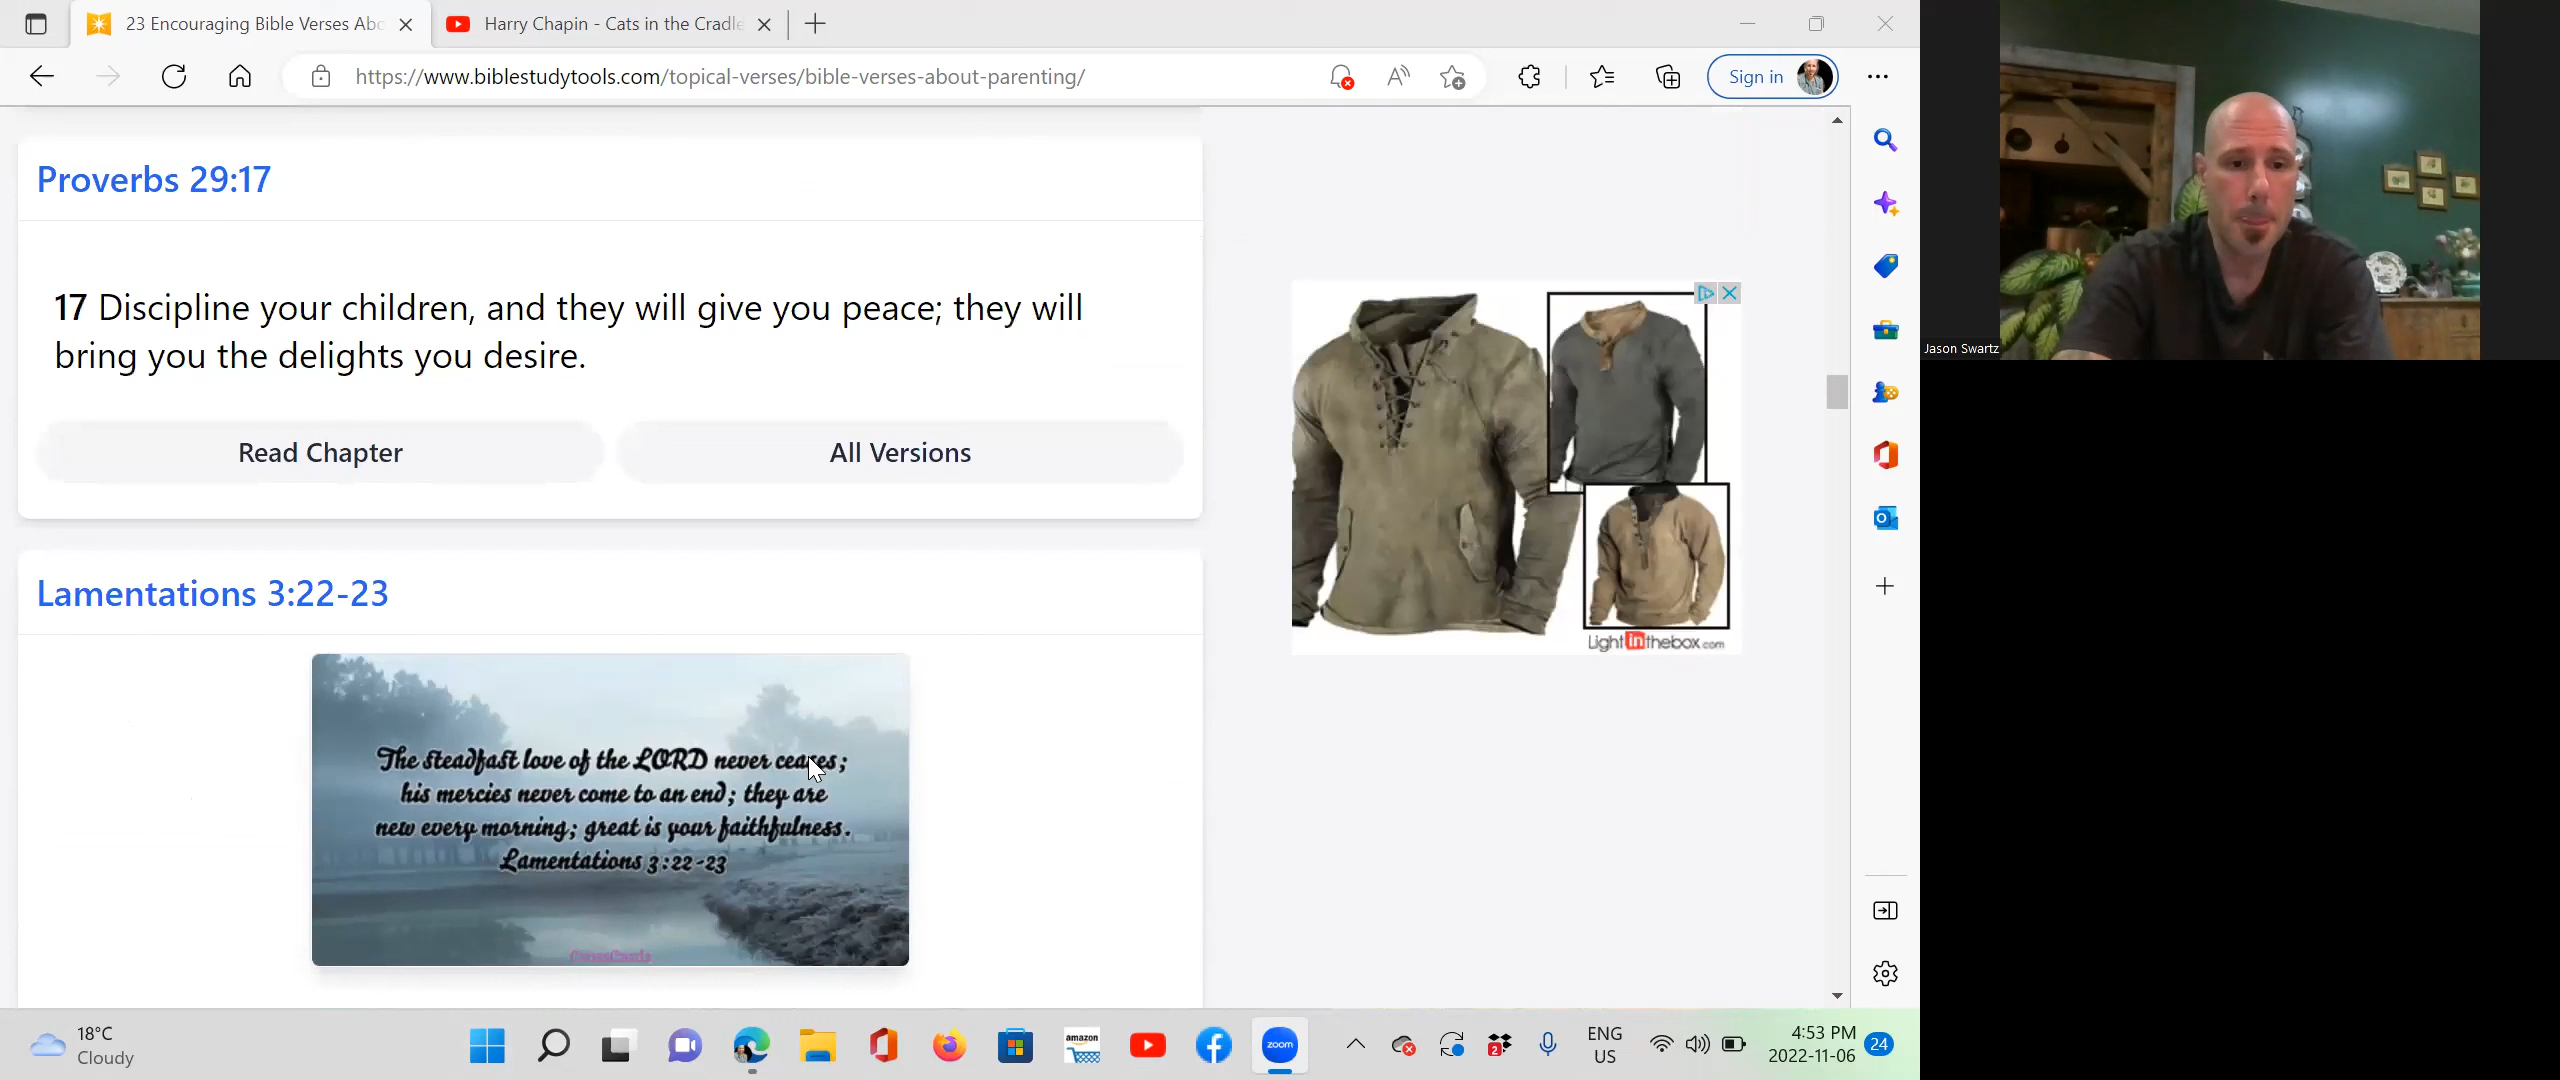 23 Encouraging Bible Verses Abo
Harry Chapin - Cats in the Cradle
https://www.biblestudytools.com/topical-verses/bible-verses-about-parenting/
Sign in
Proverbs 29:17
17 Discipline your children, and they will give you peace; they will
bring you the delights you desire.
Read Chapter
All Versions
Lamentations 3:22-23
The steadfast love of the LORD never ceases;
his mercies never come to an end; they are
new every morning; great is your faithfulness.
Lamentations 3:22-23
Lightinthebox.com
Jason Swartz
18°C
Cloudy
amazon
zoom
2
ENG
US
4:53 PM
2022-11-06
24